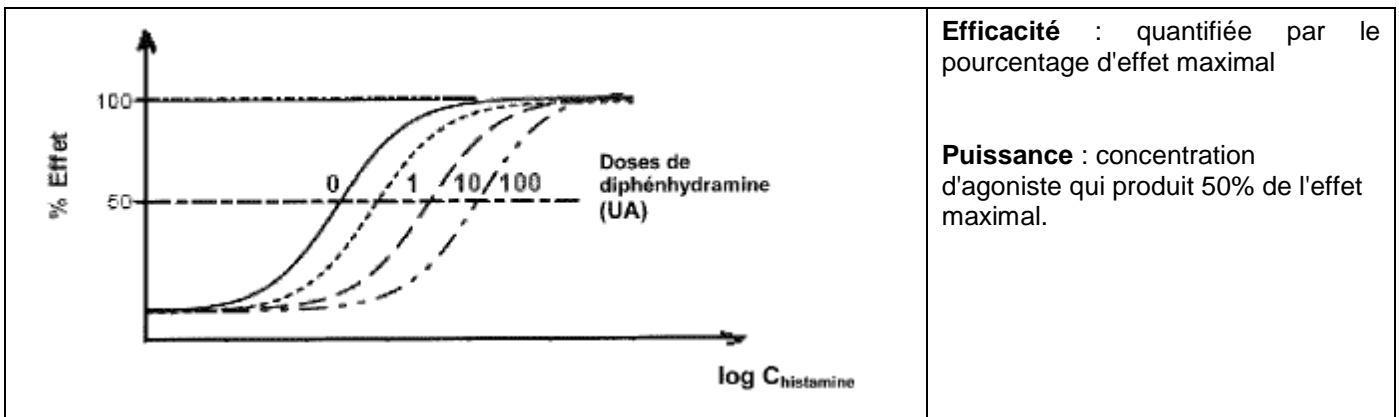 100
% Effet
50
0 1 10 100
Doses de
diphénhydramine
(UA)
log Chistamine
Efficacité : quantifiée par le
pourcentage d'effet maximal
Puissance : concentration
d'agoniste qui produit 50% de l'effet
maximal.